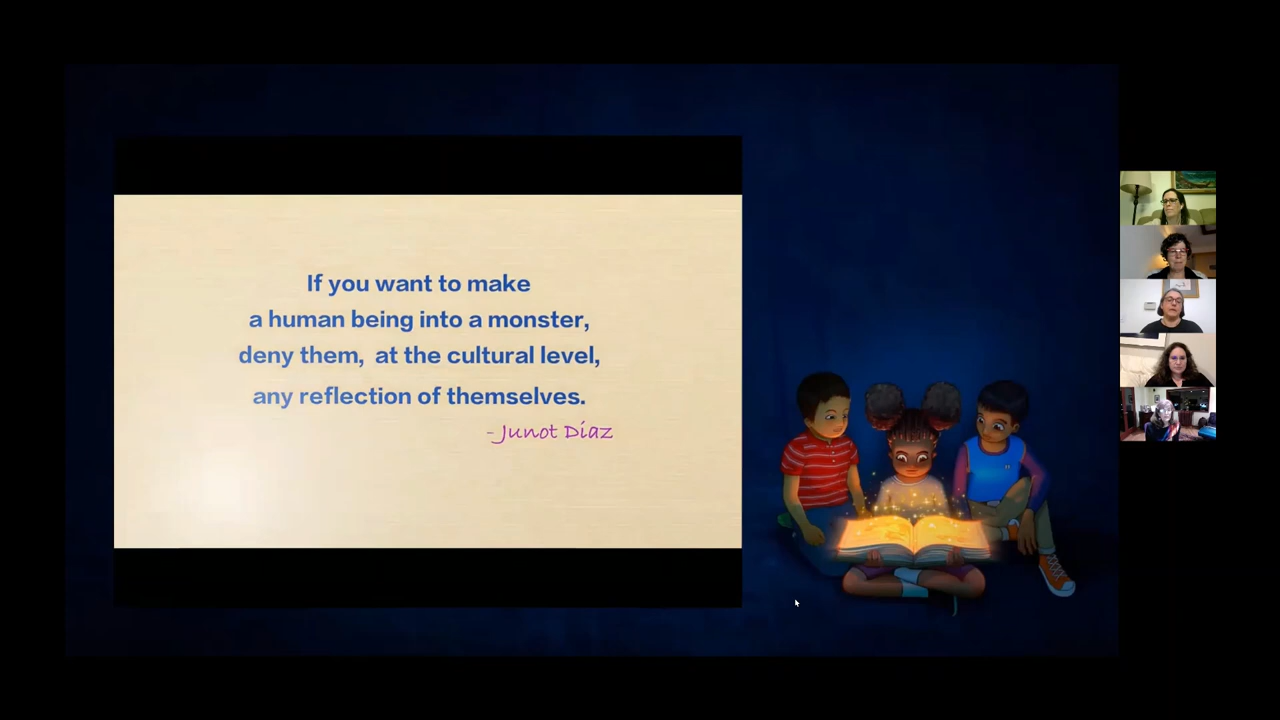 If you want to make
a human being into a monster,
deny them, at the cultural level,
any reflection of themselves.
- Junot Díaz